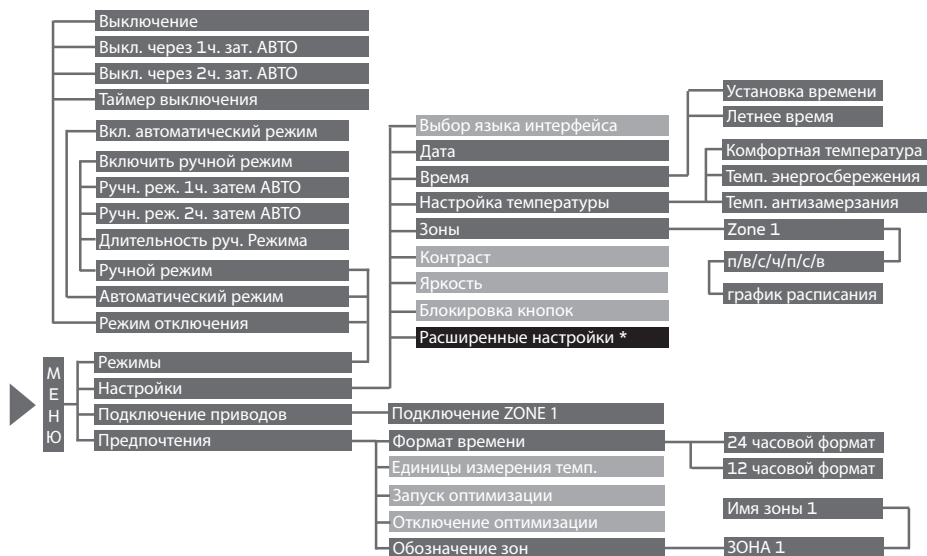 Выключение
Выкл. через 1ч. зат. АВТО
Выкл. через 2ч. зат. АВТО
Таймер выключения
Вкл. автоматический режим
Включить ручной режим
Ручн. реж. 1ч. затем АВТО
Ручн. реж. 2ч. затем АВТО
Длительность руч. Режима
Ручной режим
Автоматический режим
Режим отключения
МЕНЮ
Режимы
Настройки
Подключение приводов
Предпочтения
Выбор языка интерфейса
Дата
Время
Настройка температуры
Зоны
Контраст
Яркость
Блокировка кнопок
Расширенные настройки *
Установка времени
Летнее время
Комфортная температура
Темп. энергосбережения
Темп. антизамерзания
Zone 1
п/в/с/ч/п/с/в
график расписания
Подключение ZONE 1
Формат времени
Единицы измерения темп.
Запуск оптимизации
Отключение оптимизации
Обозначение зон
24 часовой формат
12 часовой формат
Имя зоны 1
ЗОНА 1